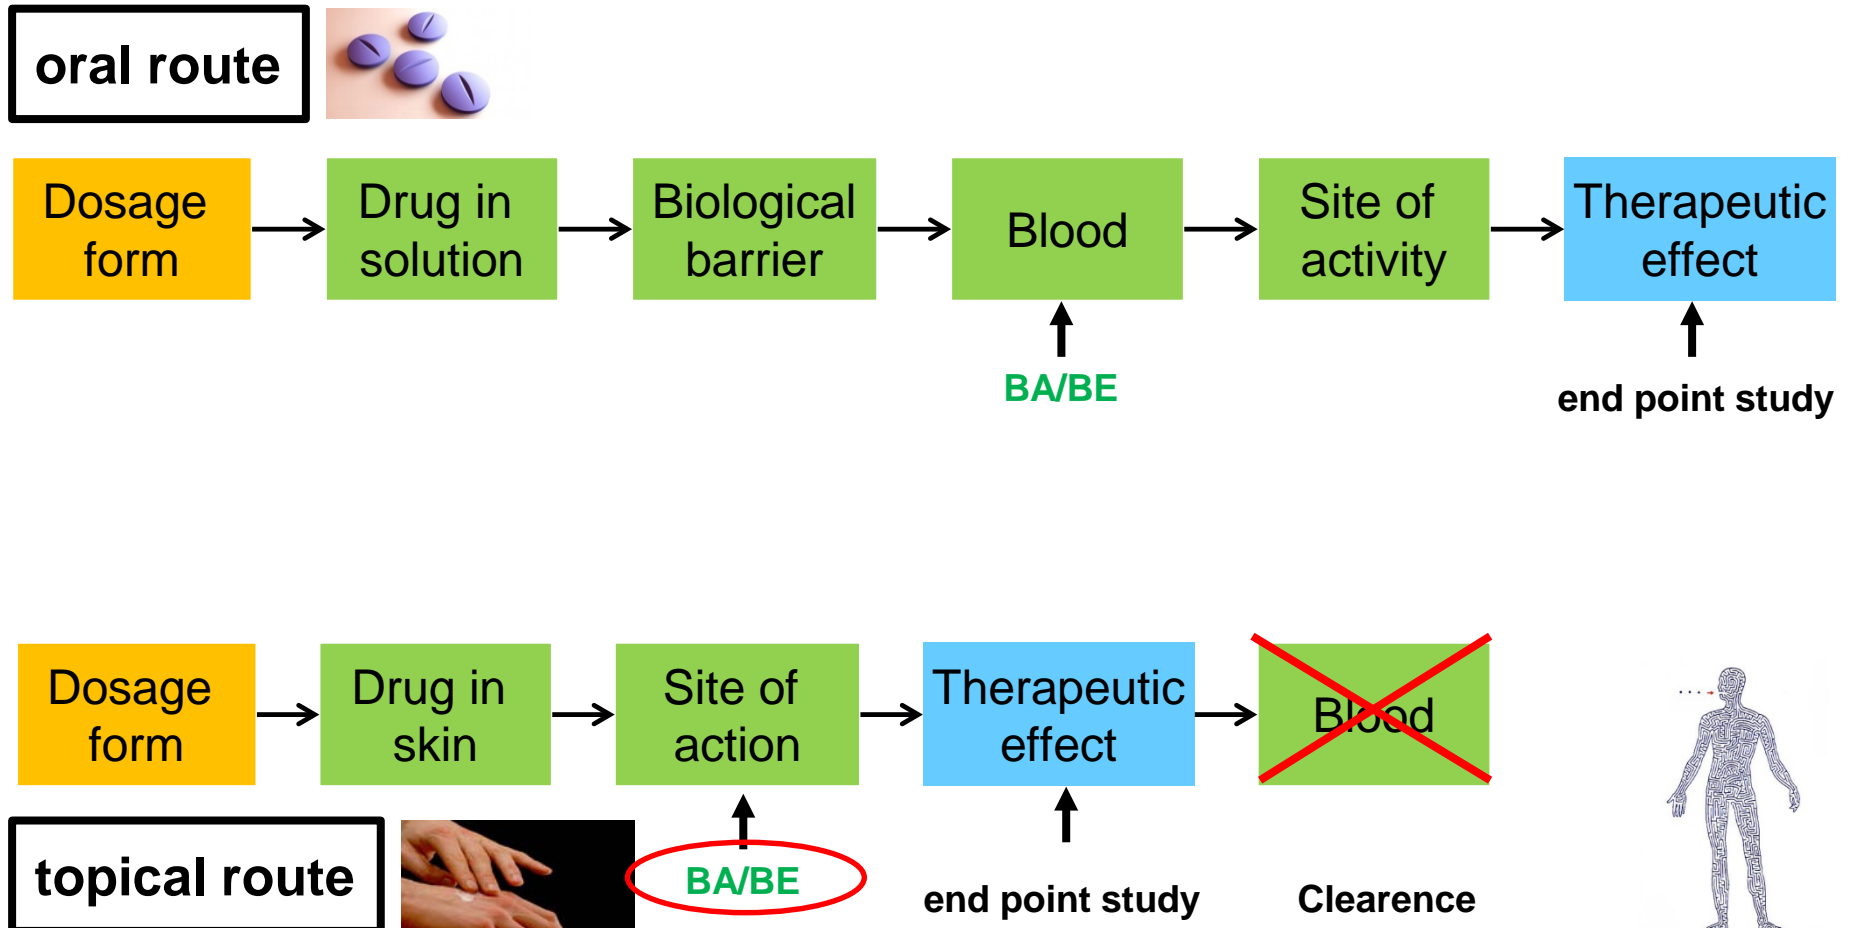 oral route
Dosage
form
Drug in
solution
Biological
barrier
Blood
Site of
activity
Therapeutic
effect
BA/BE
end point study
Dosage
form
Drug in
skin
Site of
action
Therapeutic
effect
Blood
topical route
BA/BE
end point study
Clearence